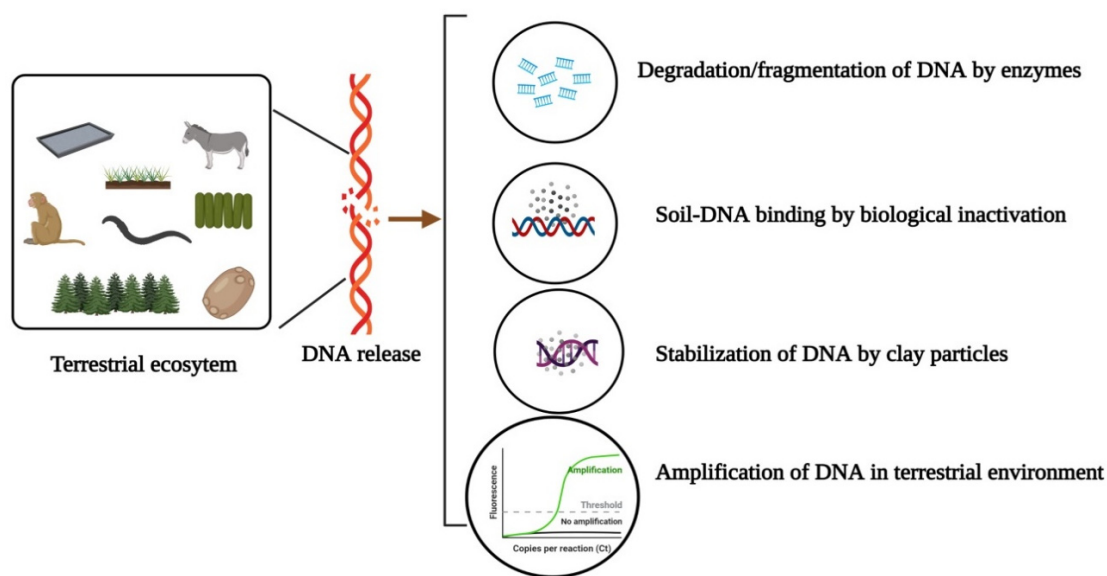 Degradation/fragmentation of DNA by enzymes
Soil-DNA binding by biological inactivation
Terrestrial ecosytem
DNA release
Stabilization of DNA by clay particles
Fluorescence
Amplification
Threshold
No amplification
Copies per reaction (Ct)
Amplification of DNA in terrestrial environment